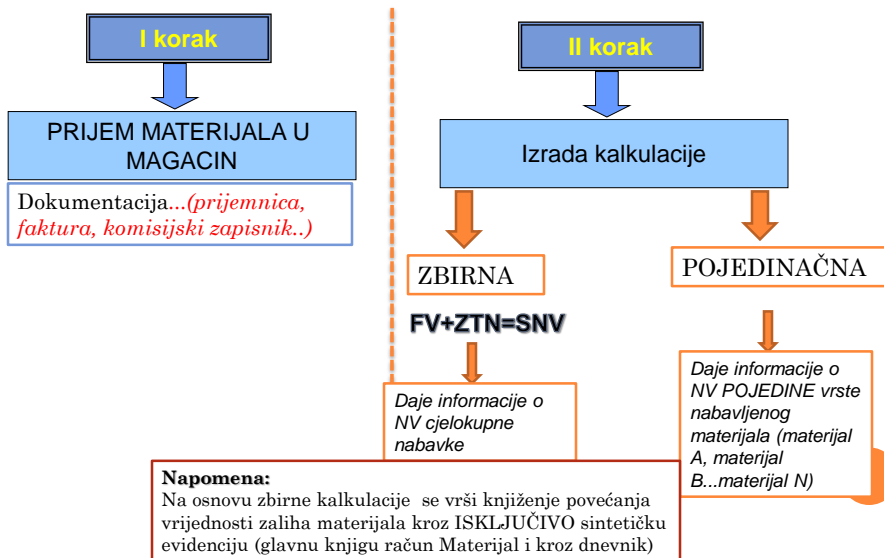 I korak
PRIJEM MATERIJALA U
MAGACIN
Dokumentacija...(prijemnica,
faktura, komisijski zapisnik..)
II korak
Izrada kalkulacije
ZBIRNA
FV+ZTN=SNV
Daje informacije o
NV cjelokupne
nabavke
POJEDINAČNA
Daje informacije o
NV POJEDINE vrste
nabavljenog
materijala (materijal
A, materijal
B...materijal N)
Napomena:
Na osnovu zbirne kalkulacije se vrši knjiženje povećanja
vrijednosti zaliha materijala kroz ISKLJUČIVO sintetičku
evidenciju (glavnu knjigu račun Materijal i kroz dnevnik)